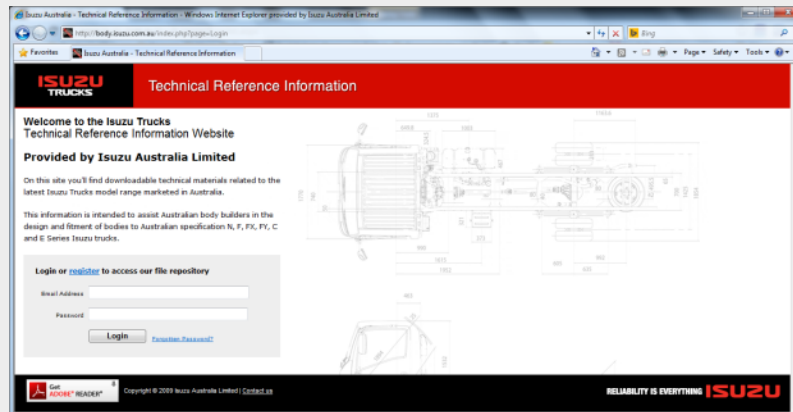 Isuzu Australia - Technical Reference Information - Windows Internet Explorer provided by Isuzu Australia Limited
http://body.isuzu.com.au/index.php?page=Login
Bing
Favorites
Isuzu Australia - Technical Reference Information
Page
Safety
Tools
ISUZU
TRUCKS
Technical Reference Information
Welcome to the Isuzu Trucks
Technical Reference Information Website
Provided by Isuzu Australia Limited
On this site you'll find downloadable technical materials related to the
latest Isuzu Trucks model range marketed in Australia.
This information is intended to assist Australian body builders in the
design and fitment of bodies to Australian specification N, F, FX, FY, C
and E Series Isuzu trucks.
Login or register to access our file repository
Email Address
Password
Login
Forgotten Password?
Get
ADOBE® READER®
Copyright © 2009 Isuzu Australia Limited | Contact us
RELIABILITY IS EVERYTHING ISUZU